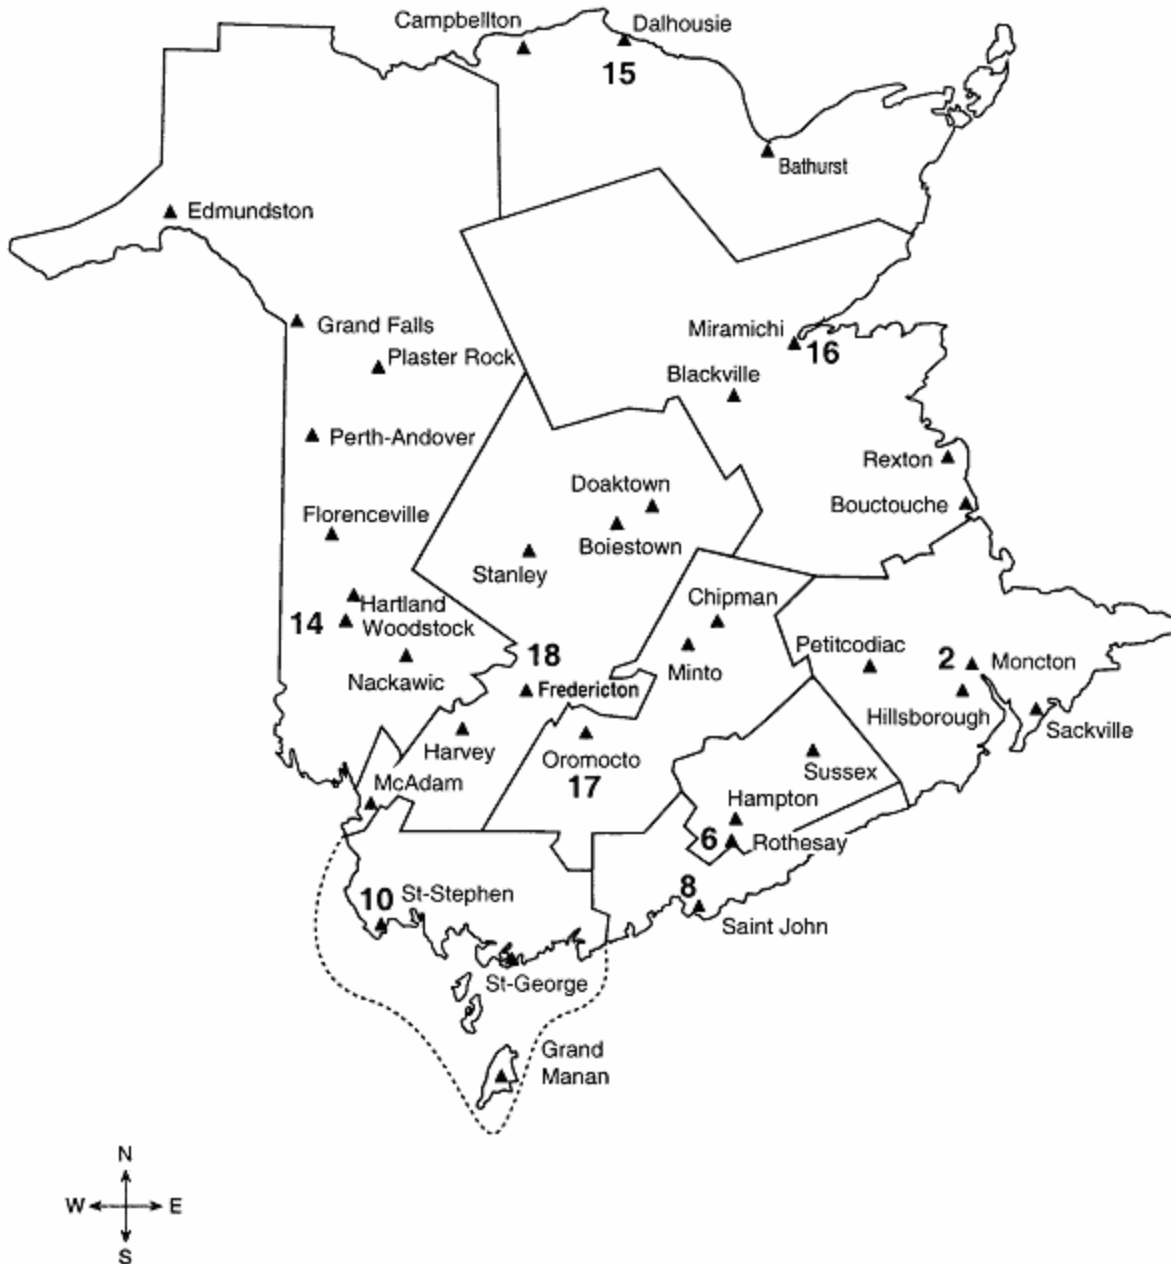 Campbellton
Dalhousie
15
Bathurst
Edmundston
Grand Falls
Miramichi
16
Plaster Rock
Blackville
Perth-Andover
Rexton
Doaktown
Bouctouche
Florenceville
Boiestown
Stanley
Chipman
Hartland
14
Woodstock
Petitcodiac
18
2
Moncton
Minto
Nackawic
Fredericton
Hillsborough
Sackville
Harvey
Oromocto
Sussex
McAdam
17
Hampton
6
Rothesay
8
10
St-Stephen
Saint John
St-George
Grand
Manan
N
W
E
S